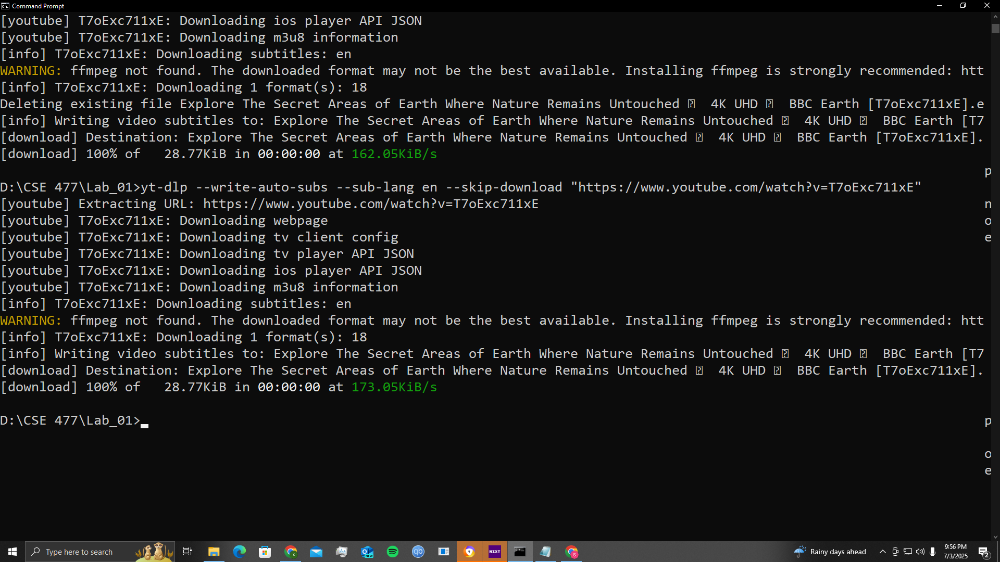 Command Prompt
[youtube] T7oExc711xE: Downloading ios player API JSON
[youtube] T7oExc711xE: Downloading m3u8 information
[info] T7oExc711xE: Downloading subtitles: en
WARNING: ffmpeg not found. The downloaded format may not be the best available. Installing ffmpeg is strongly recommended: htt
[info] T7oExc711xE: Downloading 1 format(s): 18
Deleting existing file Explore The Secret Areas of Earth Where Nature Remains Untouched 4K UHD BBC Earth [T7oExc711xE].e
[info] Writing video subtitles to: Explore The Secret Areas of Earth Where Nature Remains Untouched 4K UHD BBC Earth [T7
[download] Destination: Explore The Secret Areas of Earth Where Nature Remains Untouched 4K UHD BBC Earth [T7oExc711xE].
[download] 100% of 28.77KiB in 00:00:00 at 162.05KiB/s
p
D:\CSE 477\Lab_01>yt-dlp --write-auto-subs --sub-lang en --skip-download "https://www.youtube.com/watch?v=T7oExc711xE"
[youtube] Extracting URL: https://www.youtube.com/watch?v=T7oExc711xE n
[youtube] T7oExc711xE: Downloading webpage o
[youtube] T7oExc711xE: Downloading tv client config e
[youtube] T7oExc711xE: Downloading tv player API JSON
[youtube] T7oExc711xE: Downloading ios player API JSON
[youtube] T7oExc711xE: Downloading m3u8 information
[info] T7oExc711xE: Downloading subtitles: en
WARNING: ffmpeg not found. The downloaded format may not be the best available. Installing ffmpeg is strongly recommended: htt
[info] T7oExc711xE: Downloading 1 format(s): 18
[info] Writing video subtitles to: Explore The Secret Areas of Earth Where Nature Remains Untouched 4K UHD BBC Earth [T7
[download] Destination: Explore The Secret Areas of Earth Where Nature Remains Untouched 4K UHD BBC Earth [T7oExc711xE].
[download] 100% of 28.77KiB in 00:00:00 at 173.05KiB/s
D:\CSE 477\Lab_01> p
o
e
Type here to search
NEW
qb
NZXT
Rainy days ahead
9:56 PM
7/3/2025
2